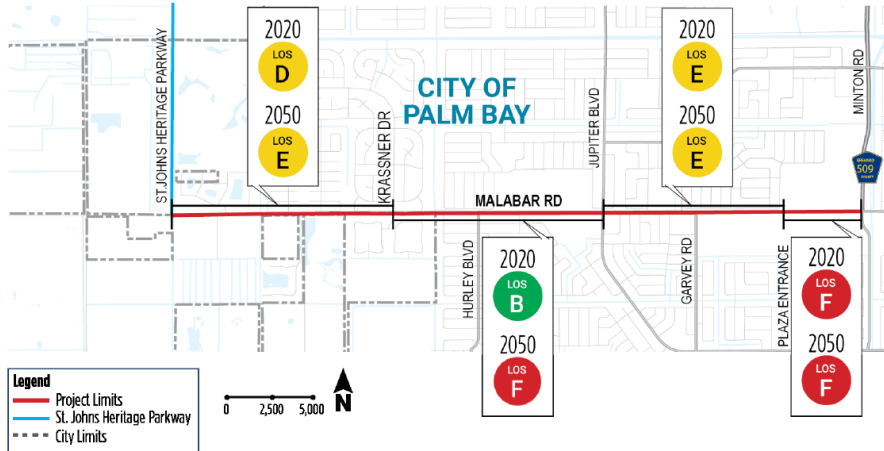 ST.JOHNS HERITAGE PARKWAY
2020
LOS
D
2050
LOS
E
KRASSNER DR
CITY OF
PALM BAY
JUPITER BLVD
2020
LOS
E
2050
LOS
E
MINTON RD
509
MALABAR RD
HURLEY BLVD
2020
LOS
B
2050
LOS
F
GARVEY RD
PLAZA ENTRANCE
2020
LOS
F
2050
LOS
F
Legend
Project Limits
St. Johns Heritage Parkway
City Limits
0 2,500 5,000
N